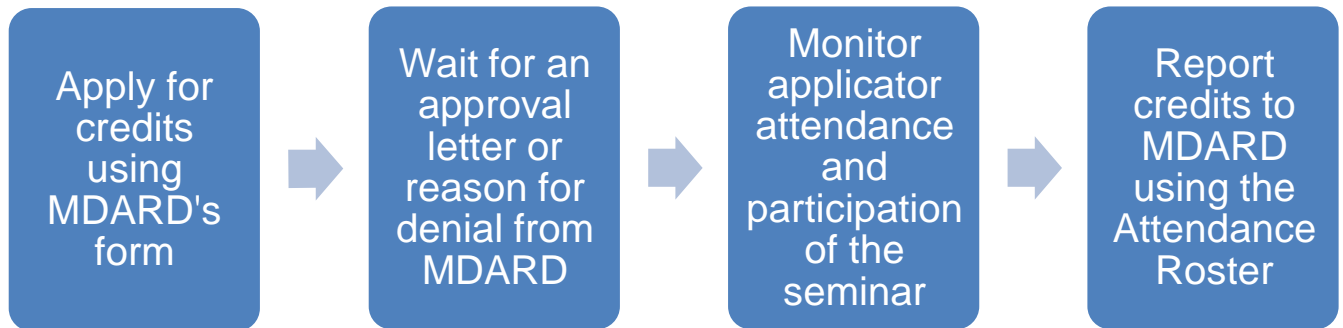 Apply for
credits
using
MDARD's
form
Wait for an
approval
letter or
reason for
denial from
MDARD
Monitor
applicator
attendance
and
participation
of the
seminar
Report
credits to
MDARD
using the
Attendance
Roster